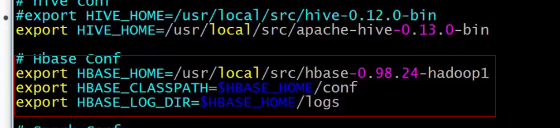 # hive conf
#export HIVE_HOME=/usr/local/src/hive-0.12.0-bin
export HIVE_HOME=/usr/local/src/apache-hive-0.13.0-bin
# Hbase Conf
export HBASE_HOME=/usr/local/src/hbase-0.98.24-hadoop1
export HBASE_CLASSPATH=$HBASE_HOME/conf
export HBASE_LOG_DIR=$HBASE_HOME/logs